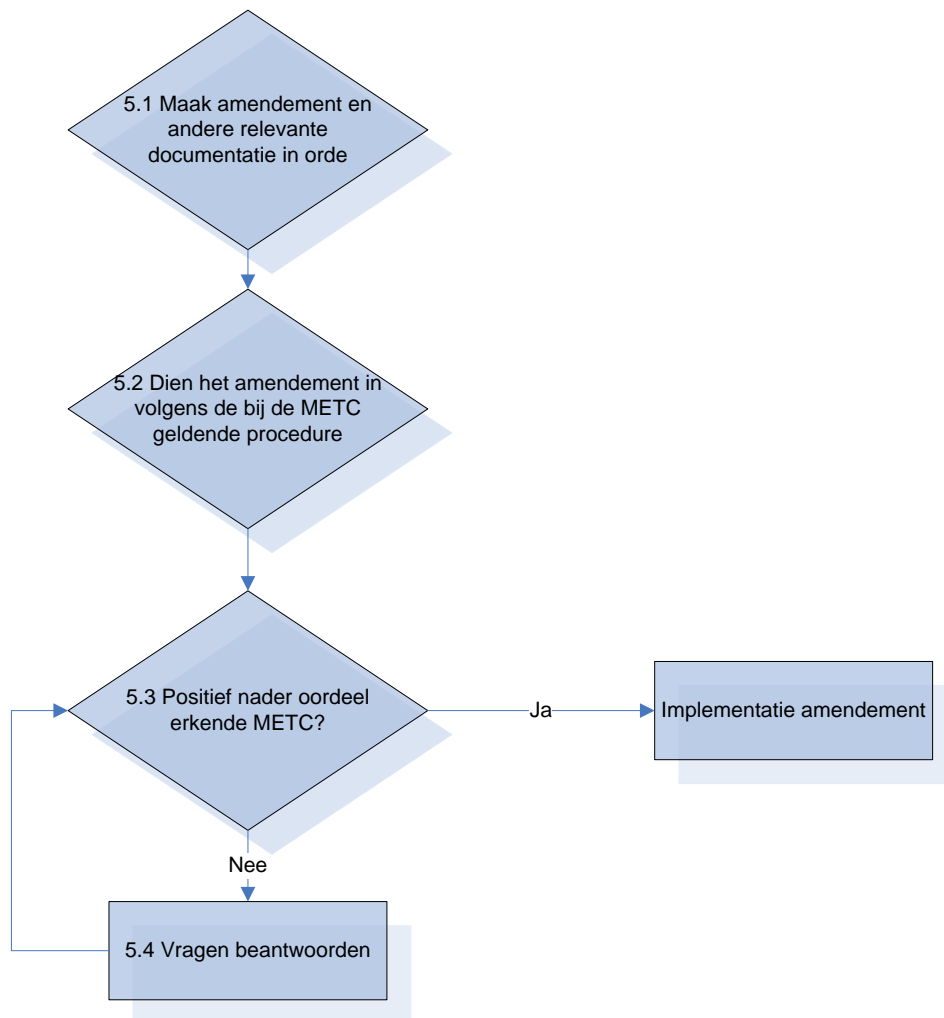 5.1 Maak amendement en
andere relevante
documentatie in orde
5.2 Dien het amendement in
volgens de bij de METC
geldende procedure
5.3 Positief nader oordeel
erkende METC?
Ja
Implementatie amendement
Nee
5.4 Vragen beantwoorden